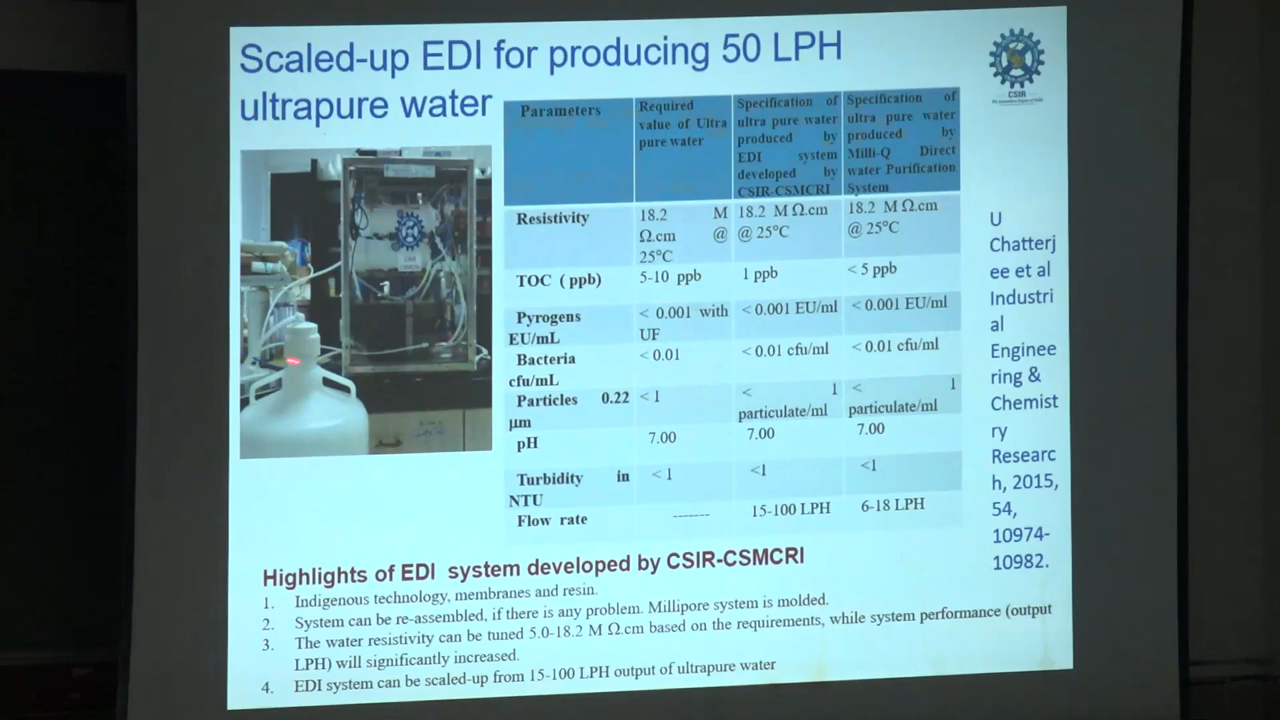 Scaled-up EDI for producing 50 LPH
ultrapure water
CSIR
Parameters
Required
value of Ultra
pure water
Specification of
ultra pure water
produced by
EDI system
developed by
CSIR-CSMCRI
Specification of
ultra pure water
produced by
Milli-Q Direct
water Purification
System
Resistivity
18.2 M
Ω.cm @
25°C
18.2 M Ω.cm
@ 25°C
18.2 M Ω.cm
@ 25°C
TOC ( ppb)
5-10 ppb
1 ppb
< 5 ppb
Pyrogens
EU/mL
< 0.001 with
UF
< 0.001 EU/ml
< 0.001 EU/ml
Bacteria
cfu/mL
< 0.01
< 0.01 cfu/ml
< 0.01 cfu/ml
Particles 0.22
µm
< 1
< 1
particulate/ml
< 1
particulate/ml
pH
7.00
7.00
7.00
Turbidity in
NTU
< 1
<1
<1
Flow rate
-------
15-100 LPH
6-18 LPH
U
Chatterj
ee et al
Industri
al
Enginee
ring &
Chemist
ry
Researc
h, 2015,
54,
10974-
10982.
CSIR
Highlights of EDI system developed by CSIR-CSMCRI
1. Indigenous technology, membranes and resin.
2. System can be re-assembled, if there is any problem. Millipore system is molded.
3. The water resistivity can be tuned 5.0-18.2 M Ω.cm based on the requirements, while system performance (output
LPH) will significantly increased.
4. EDI system can be scaled-up from 15-100 LPH output of ultrapure water